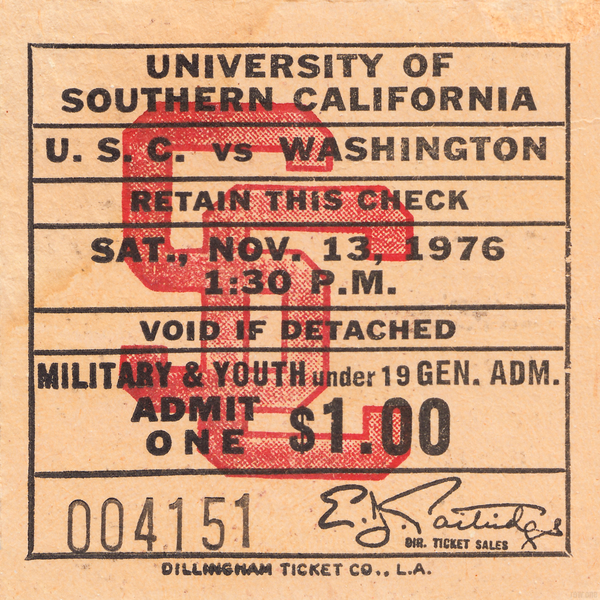 UNIVERSITY OF
SOUTHERN CALIFORNIA
U. S. C. vs WASHINGTON
RETAIN THIS CHECK
SAT., NOV. 13, 1976
1:30 P.M.
VOID IF DETACHED
MILITARY & YOUTH under 19 GEN. ADM.
ADMIT
ONE $1.00
SC
004151
DIR. TICKET SALES
DILLINGHAM TICKET CO., L.A.